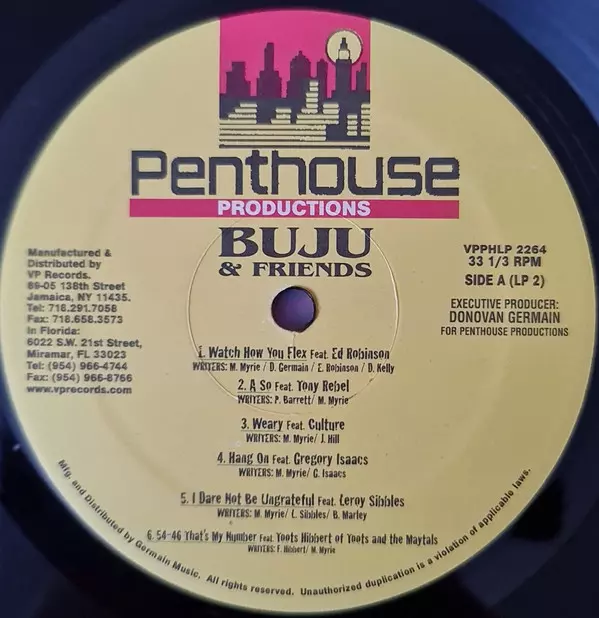 Penthouse
PRODUCTIONS
BUJU
& FRIENDS
Manufactured &
Distributed by
VP Records.
89-05 138th Street
Jamaica, NY 11435.
Tel: 718.291.7058
Fax: 718.658.3573
In Florida:
6022 S.W. 21st Street,
Miramar, FL 33023
Tel: (954) 966-4744
Fax: (954) 966-8766
www.vprecords.com
VPPHLP 2264
33 1/3 RPM
SIDE A (LP 2)
EXECUTIVE PRODUCER:
DONOVAN GERMAIN
FOR PENTHOUSE PRODUCTIONS
1. Watch How You Flex Feat. Ed Robinson
WRITERS: M. Myrie / D. Germain / E. Robinson / D. Kelly
2. A So Feat. Tony Rebel
WRITERS: P. Barrett/ M. Myrie
3. Weary Feat. Culture
WRITERS: M. Myrie/ J. Hill
4. Hang On Feat. Gregory Isaacs
WRITERS: M. Myrie/ G. Isaacs
5. I Dare Not Be Ungrateful Feat. Leroy Sibbles
WRITERS: M. Myrie/ L. Sibbles/ B. Marley
6. 54-46 That's My Number Feat. Toots Hibbert of Toots and the Maytals
WRITERS: F. Hibbert/ M. Myrie
Mfg. and Distributed by Germain Music. All rights reserved. Unauthorized duplication is a violation of applicable laws.